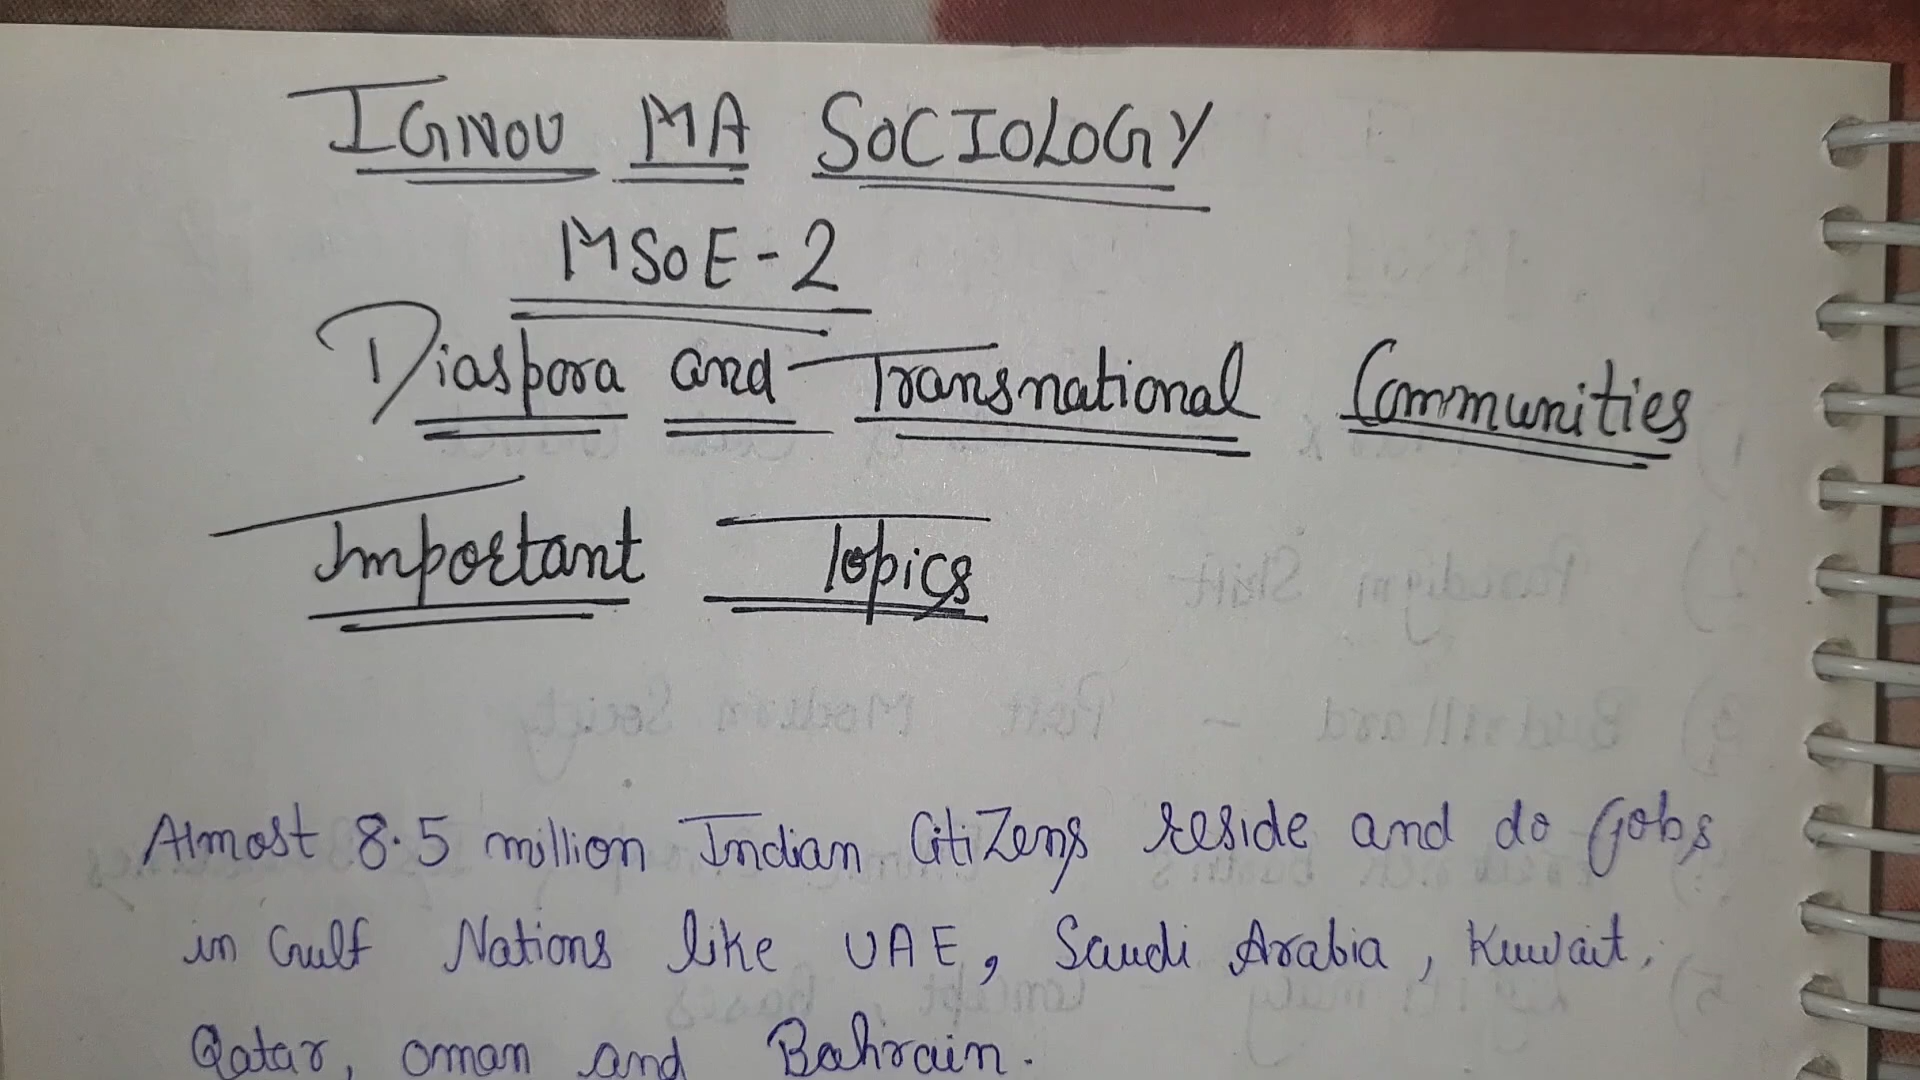 IGNOU MA SOCIOLOGY
MSOE-2
Diaspora and Transnational Communities
Important Topics
Almost 8.5 million Indian Citizens reside and do jobs
in Gulf Nations like UAE, Saudi Arabia, Kuwait,
Qatar, Oman and Bahrain.